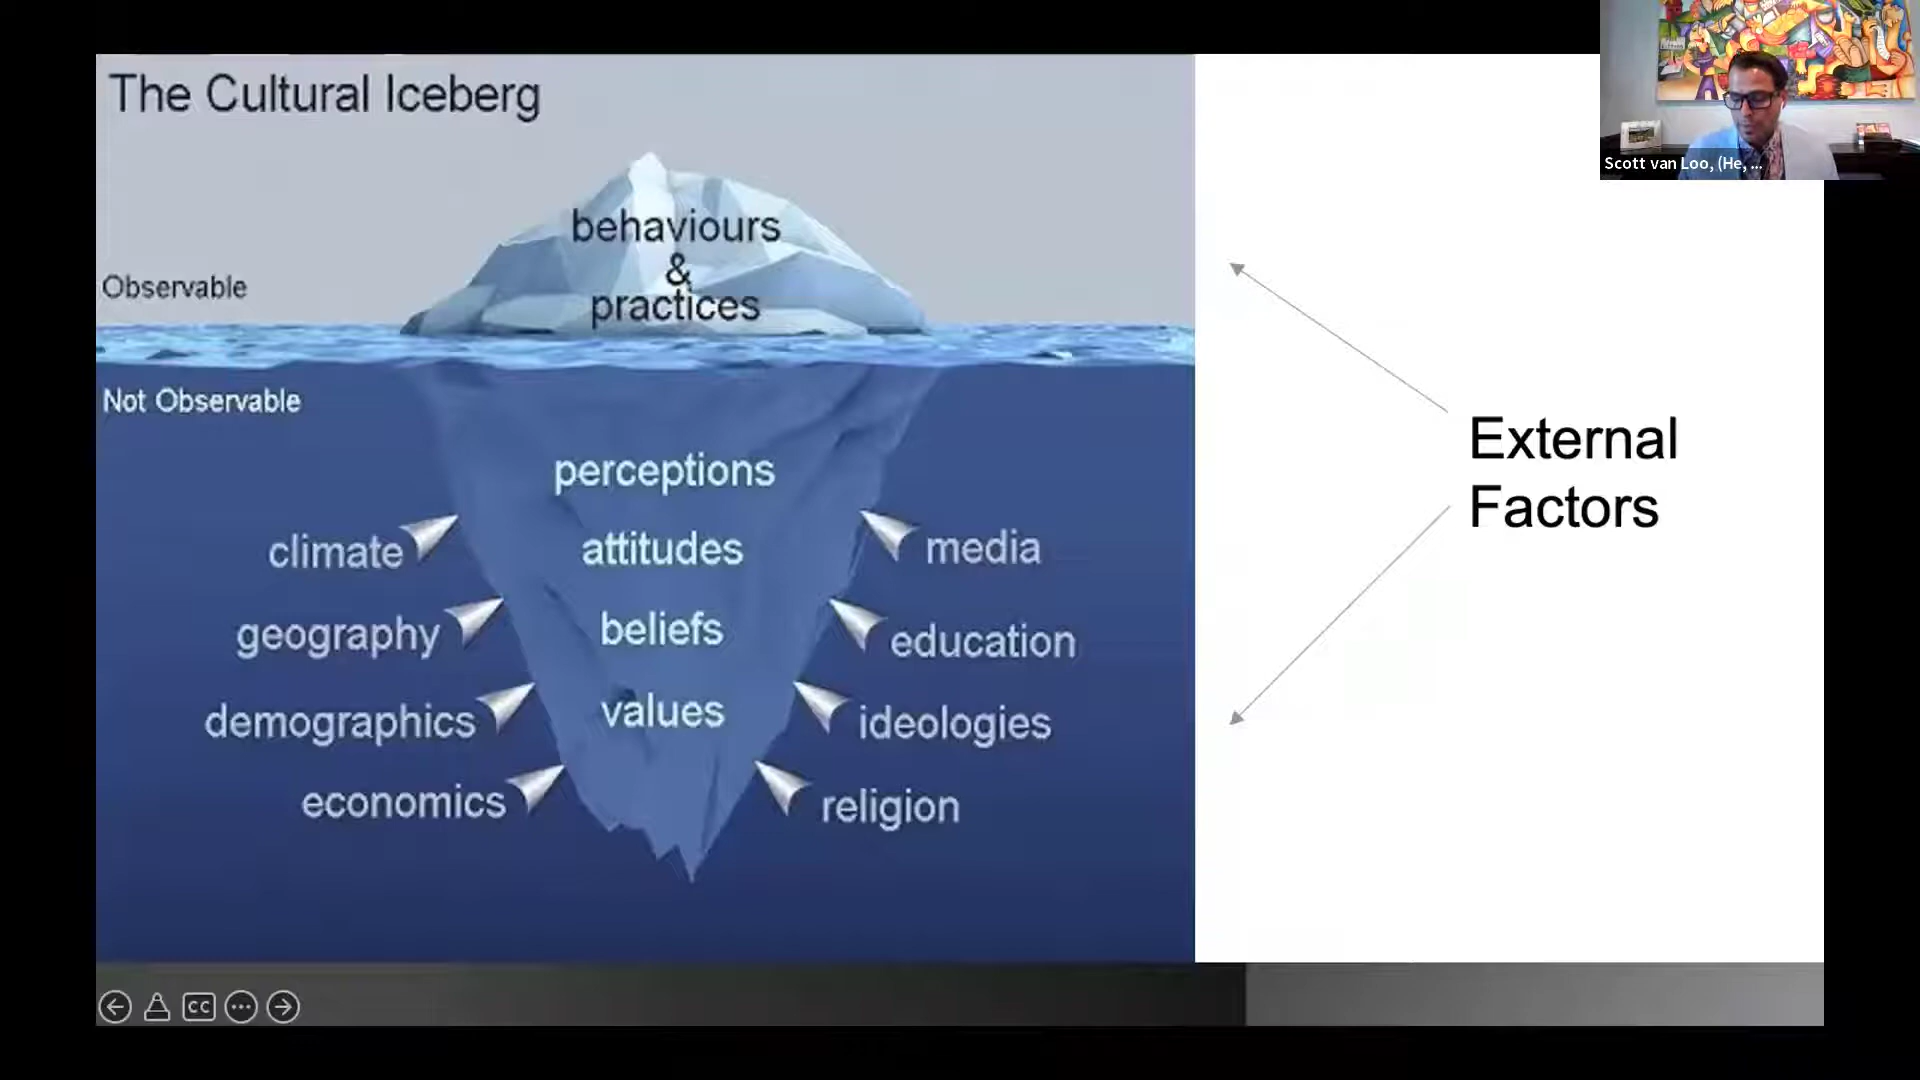 The Cultural Iceberg
behaviours
&
practices
Observable
Not Observable
perceptions
attitudes
beliefs
values
climate
geography
demographics
economics
media
education
ideologies
religion
External
Factors
Scott van Loo, (He, ...
CC